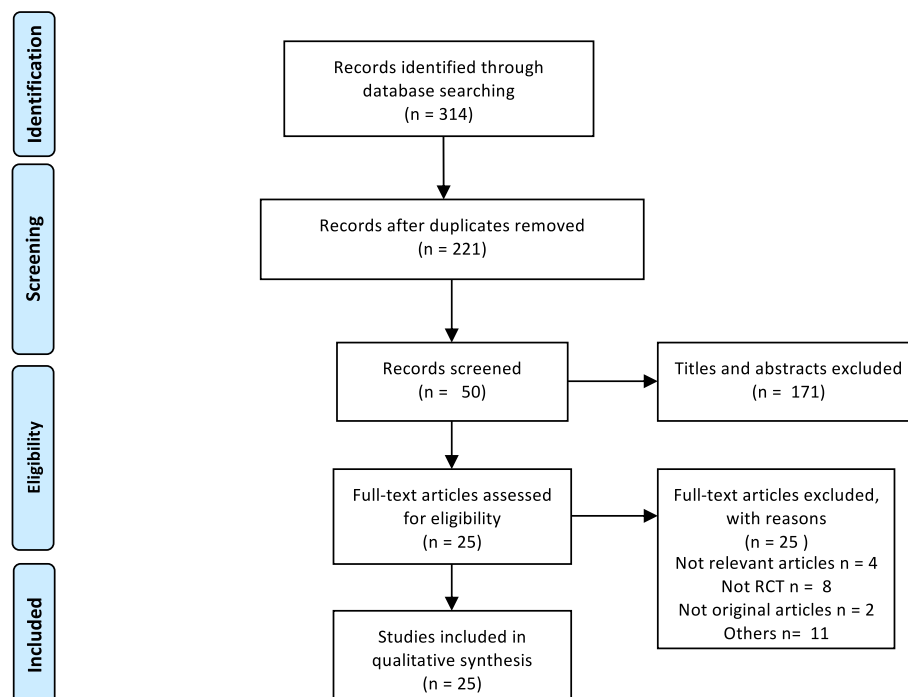 Identification
Records identified through
database searching
(n = 314)
Screening
Records after duplicates removed
(n = 221)
Records screened
(n = 50)
Titles and abstracts excluded
(n = 171)
Eligibility
Full-text articles assessed
for eligibility
(n = 25)
Full-text articles excluded,
with reasons
(n = 25 )
Not relevant articles n = 4
Not RCT n = 8
Not original articles n = 2
Others n= 11
Included
Studies included in
qualitative synthesis
(n = 25)